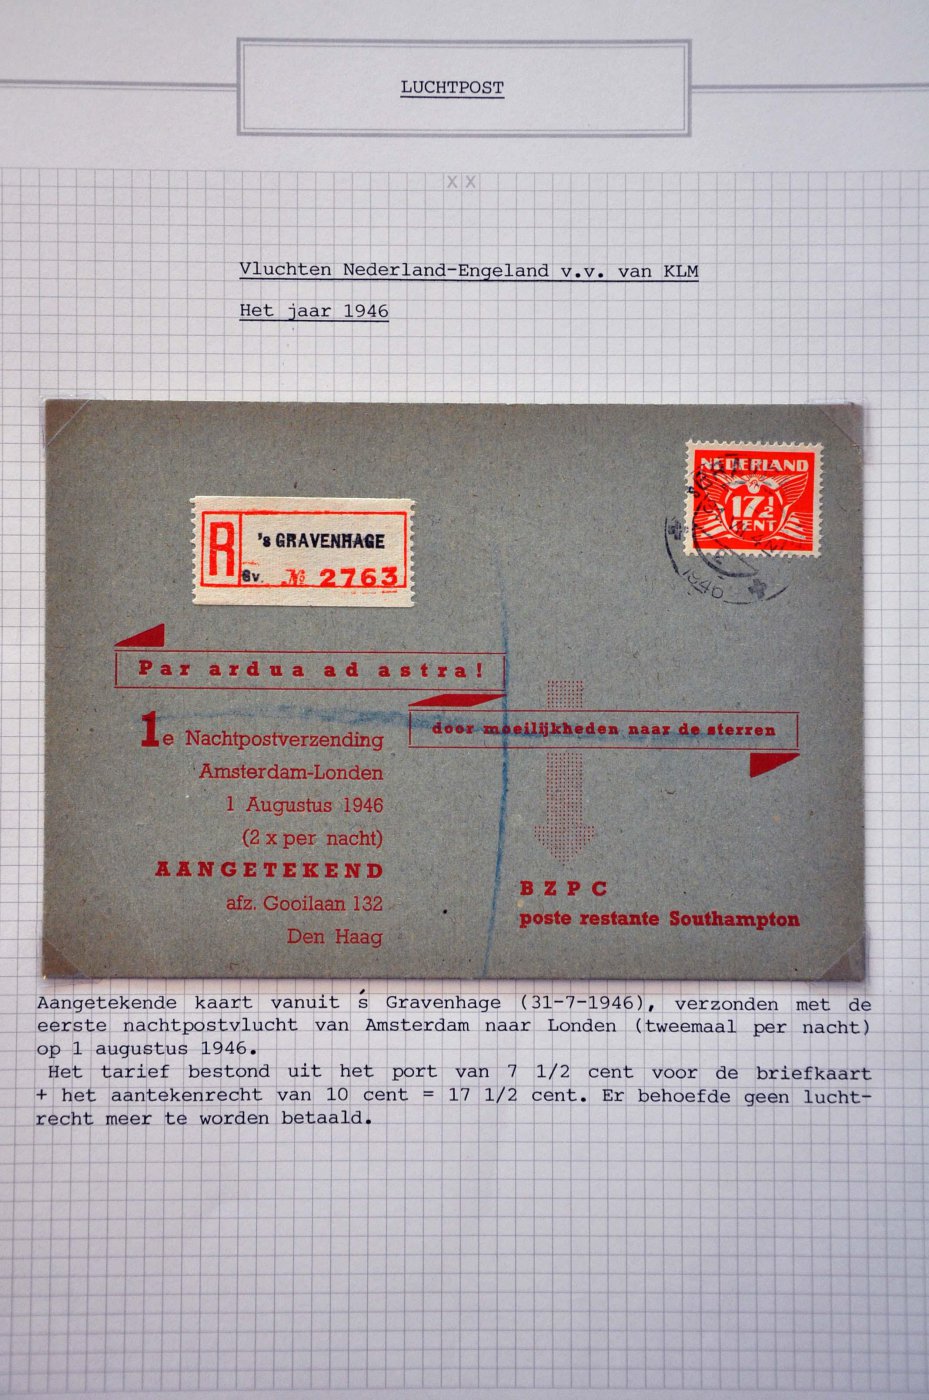 LUCHTPOST
XX
Vluchten Nederland-Engeland v.v. van KLM
Het jaar 1946
NEDERLAND
17½
CENT
1946
R
's GRAVENHAGE
Gv. № 2763
Par ardua ad astra!
door moeilijkheden naar de sterren
1e Nachtpostverzending
Amsterdam-Londen
1 Augustus 1946
(2 x per nacht)
AANGETEKEND
afz. Gooilaan 132
Den Haag
BZPC
poste restante Southampton
Aangetekende kaart vanuit ś Gravenhage (31-7-1946), verzonden met de
eerste nachtpostvlucht van Amsterdam naar Londen (tweemaal per nacht)
op 1 augustus 1946.
Het tarief bestond uit het port van 7 1/2 cent voor de briefkaart
+ het aantekenrecht van 10 cent = 17 1/2 cent. Er behoefde geen lucht-
recht meer te worden betaald.